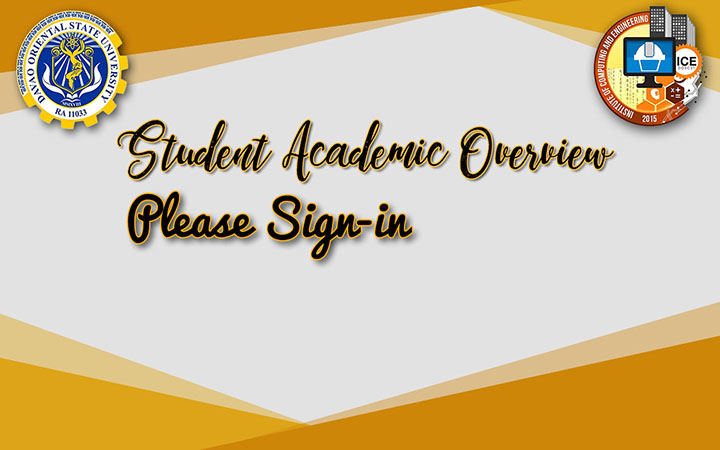 DAVAO ORIENTAL STATE UNIVERSITY
MMXVIII
RA 11033
INSTITUTE OF COMPUTING AND ENGINEERING
ICE
2015
Student Academic Overview
Please Sign-in